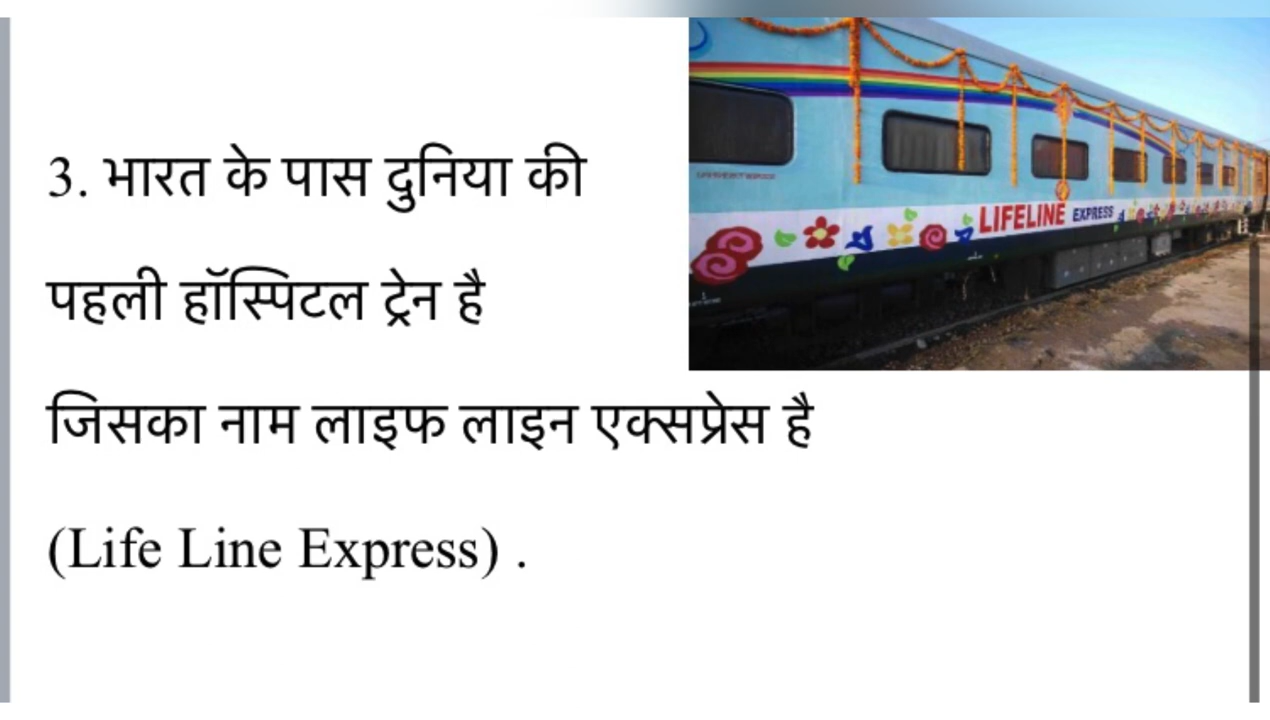 3. भारत के पास दुनिया की
पहली हॉस्पिटल ट्रेन है
जिसका नाम लाइफ लाइन एक्सप्रेस है
(Life Line Express) .
LIFELINE EXPRESS